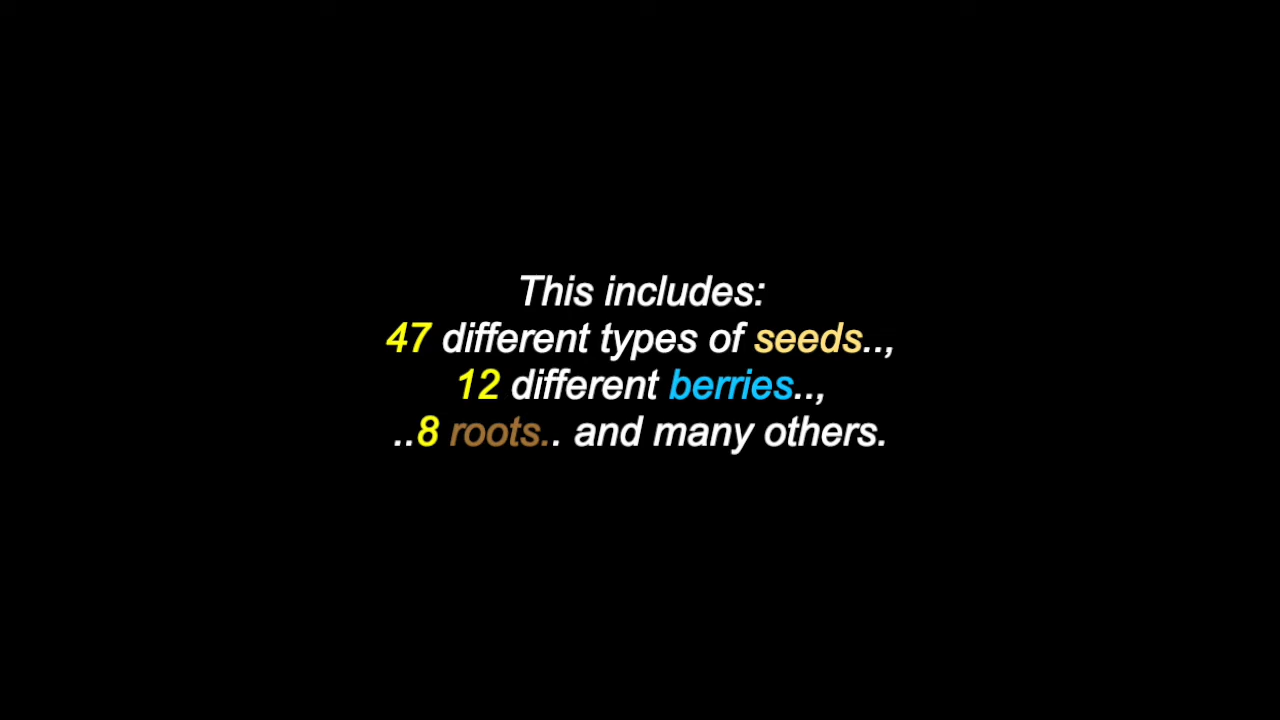 This includes:
47 different types of seeds..,
12 different berries..,
..8 roots.. and many others.